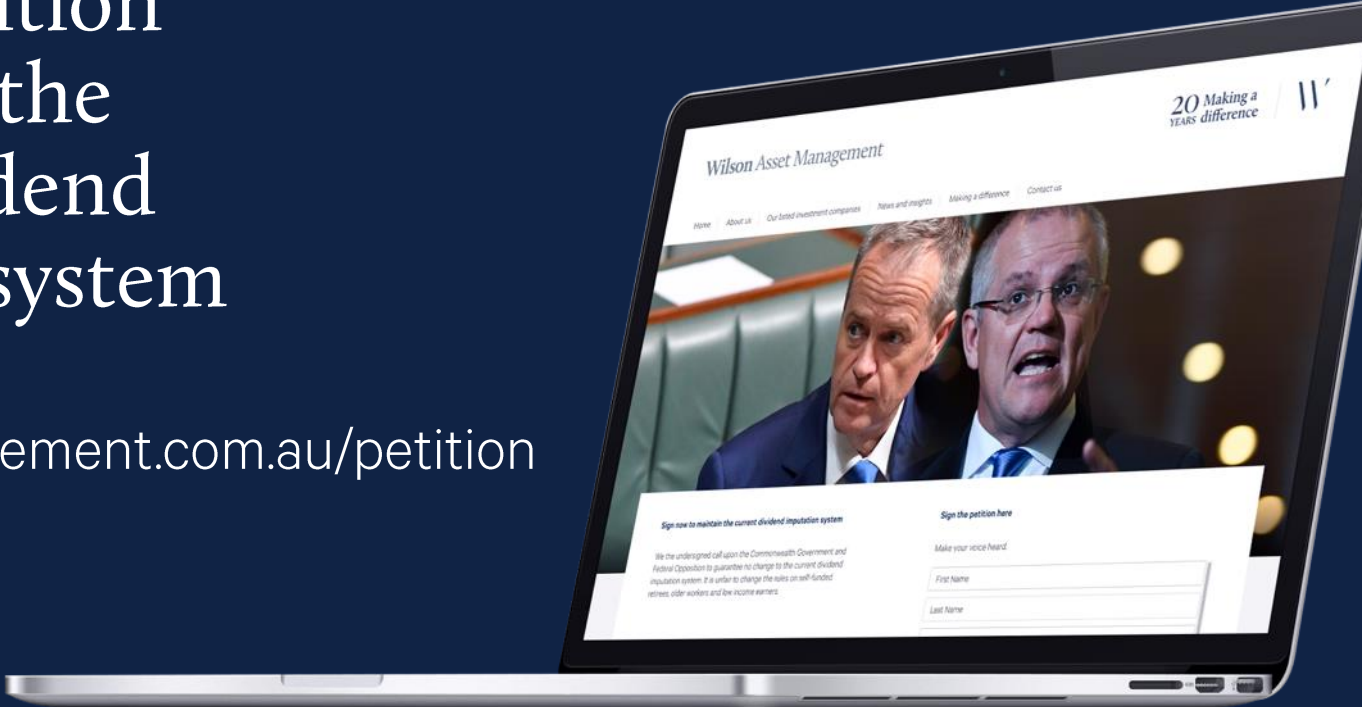 ition
the
dend
system
ement.com.au/petition
20 Making a
YEARS difference
W
Wilson Asset Management
Home
About us
Our listed investment companies
News and insights
Making a difference
Contact us
Sign now to maintain the current dividend imputation system
We the undersigned call upon the Commonwealth Government and
Federal Opposition to guarantee no change to the current dividend
imputation system. It is unfair to change the rules on self-funded
retirees, older workers and low income earners.
Sign the petition here
Make your voice heard.
First Name
Last Name